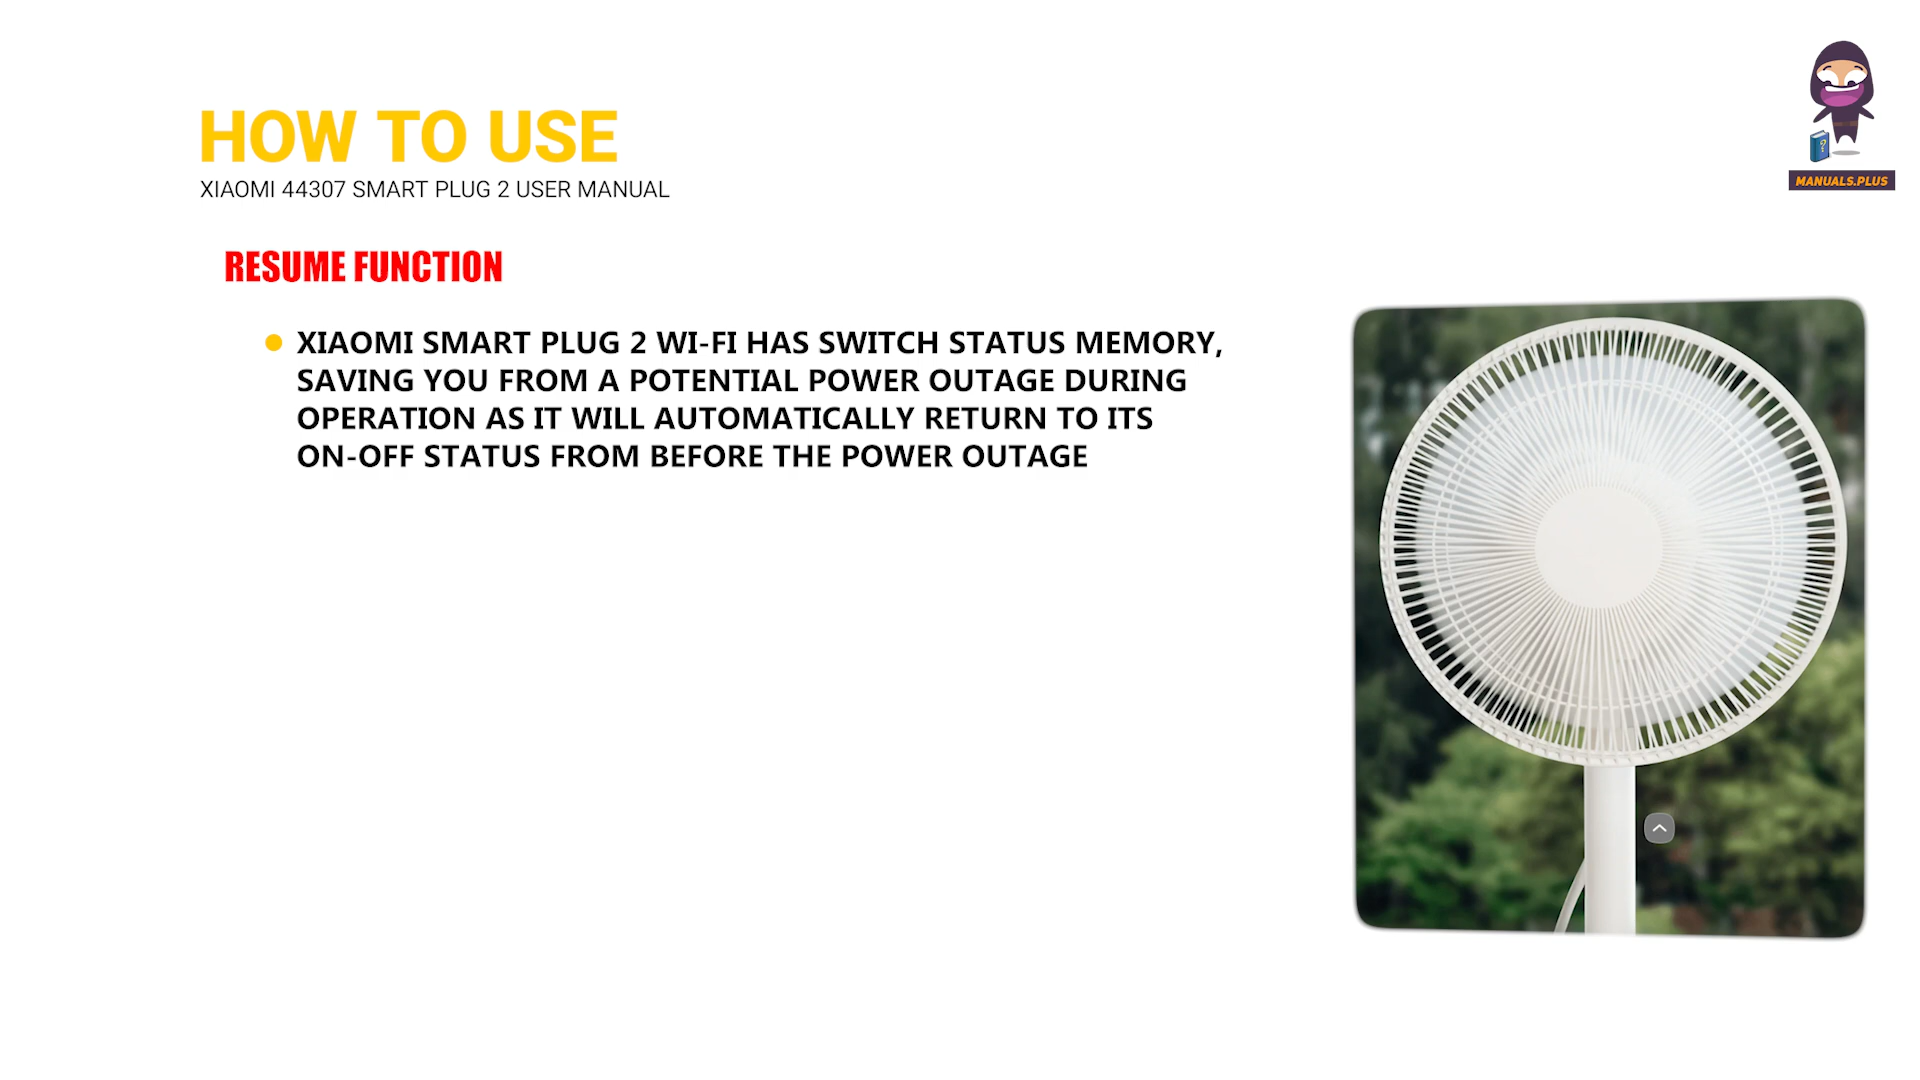 HOW TO USE
XIAOMI 44307 SMART PLUG 2 USER MANUAL
RESUME FUNCTION
XIAOMI SMART PLUG 2 WI-FI HAS SWITCH STATUS MEMORY,
SAVING YOU FROM A POTENTIAL POWER OUTAGE DURING
OPERATION AS IT WILL AUTOMATICALLY RETURN TO ITS
ON-OFF STATUS FROM BEFORE THE POWER OUTAGE
?
MANUALS.PLUS